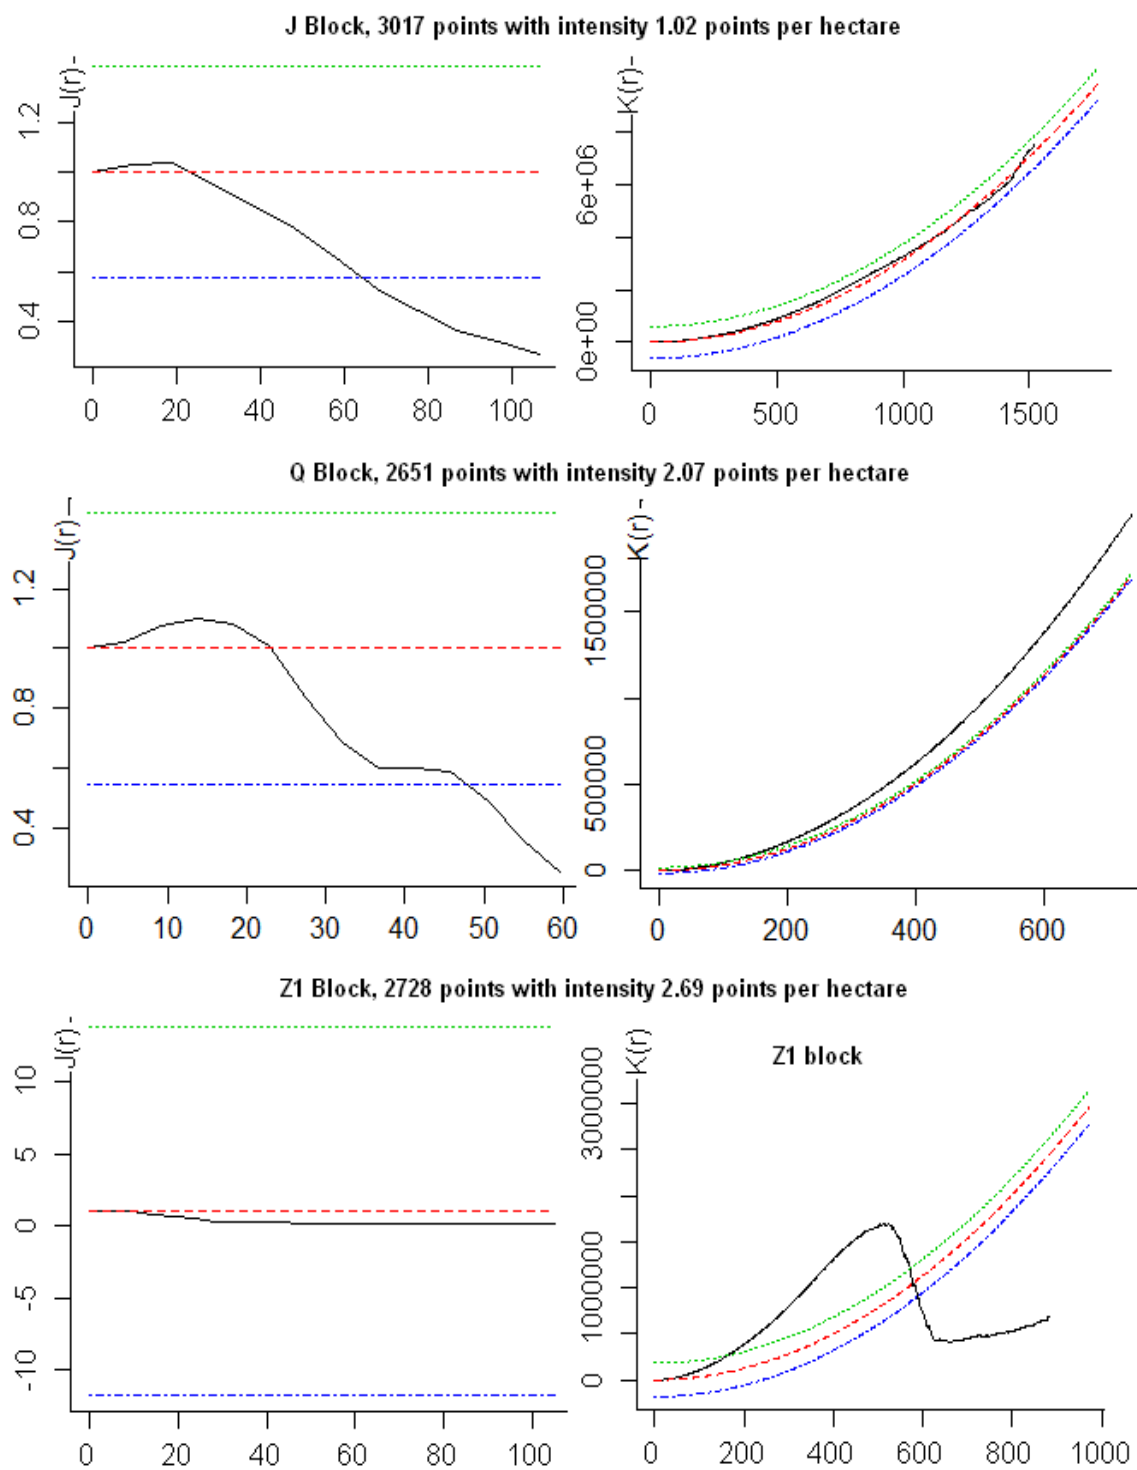 J Block, 3017 points with intensity 1.02 points per hectare
J(r)
1.2
0.8
0.4
0 20 40 60 80 100
K(r)
6e+06
0e+00
0 500 1000 1500
Q Block, 2651 points with intensity 2.07 points per hectare
J(r)
1.2
0.8
0.4
0 10 20 30 40 50 60
K(r)
1500000
500000
0
0 200 400 600
Z1 Block, 2728 points with intensity 2.69 points per hectare
J(r)
10
5
0
-5
-10
0 20 40 60 80 100
K(r)
Z1 block
3000000
1000000
0
0 200 400 600 800 1000